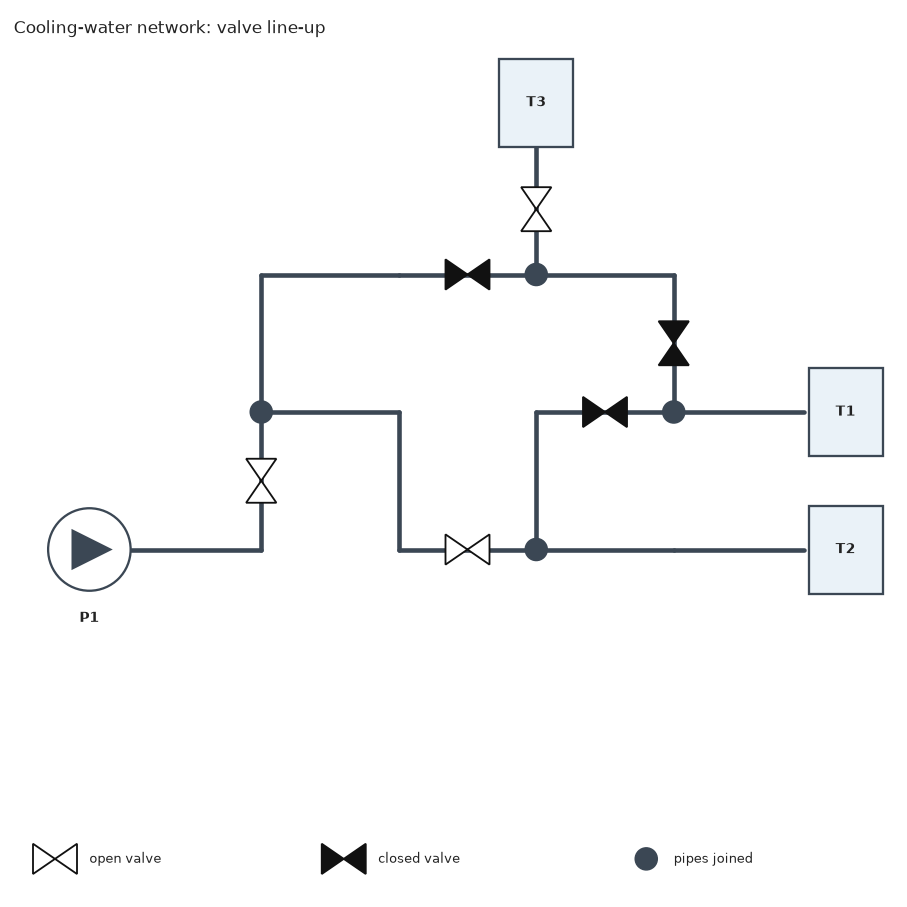 Cooling-water network: valve line-up
T3
T1
T2
P1
open valve
closed valve
pipes joined